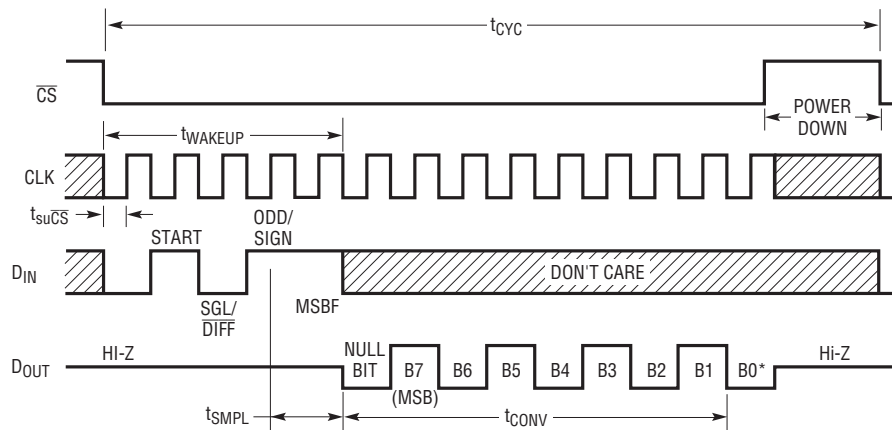 tCYC
CS
POWER
DOWN
tWAKEUP
CLK
tsuCS
START
ODD/
SIGN
DIN
DON'T CARE
SGL/
DIFF
MSBF
DOUT
HI-Z
NULL
BIT
B7
(MSB)
B6
B5
B4
B3
B2
B1
B0*
Hi-Z
tSMPL
tCONV